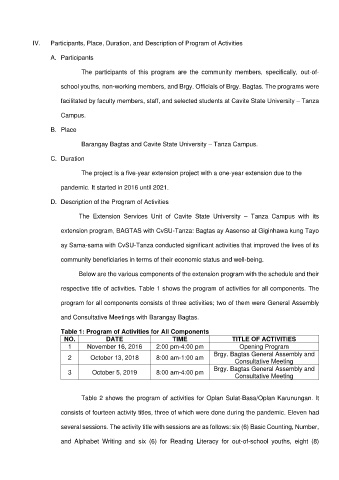 IV. Participants, Place, Duration, and Description of Program of Activities
A. Participants
The participants of this program are the community members, specifically, out-of-
school youths, non-working members, and Brgy. Officials of Brgy. Bagtas. The programs were
facilitated by faculty members, staff, and selected students at Cavite State University – Tanza
Campus.
B. Place
Barangay Bagtas and Cavite State University – Tanza Campus.
C. Duration
The project is a five-year extension project with a one-year extension due to the
pandemic. It started in 2016 until 2021.
D. Description of the Program of Activities
The Extension Services Unit of Cavite State University – Tanza Campus with its
extension program, BAGTAS with CvSU-Tanza: Bagtas ay Aasenso at Giginhawa kung Tayo
ay Sama-sama with CvSU-Tanza conducted significant activities that improved the lives of its
community beneficiaries in terms of their economic status and well-being.
Below are the various components of the extension program with the schedule and their
respective title of activities. Table 1 shows the program of activities for all components. The
program for all components consists of three activities; two of them were General Assembly
and Consultative Meetings with Barangay Bagtas.
Table 1: Program of Activities for All Components
NO. DATE TIME TITLE OF ACTIVITIES
1 November 16, 2016 2:00 pm-4:00 pm Opening Program
2 October 13, 2018 8:00 am-1:00 am Brgy. Bagtas General Assembly and
Consultative Meeting
3 October 5, 2019 8:00 am-4:00 pm Brgy. Bagtas General Assembly and
Consultative Meeting
Table 2 shows the program of activities for Oplan Sulat-Basa/Oplan Karunungan. It
consists of fourteen activity titles, three of which were done during the pandemic. Eleven had
several sessions. The activity title with sessions are as follows: six (6) Basic Counting, Number,
and Alphabet Writing and six (6) for Reading Literacy for out-of-school youths, eight (8)